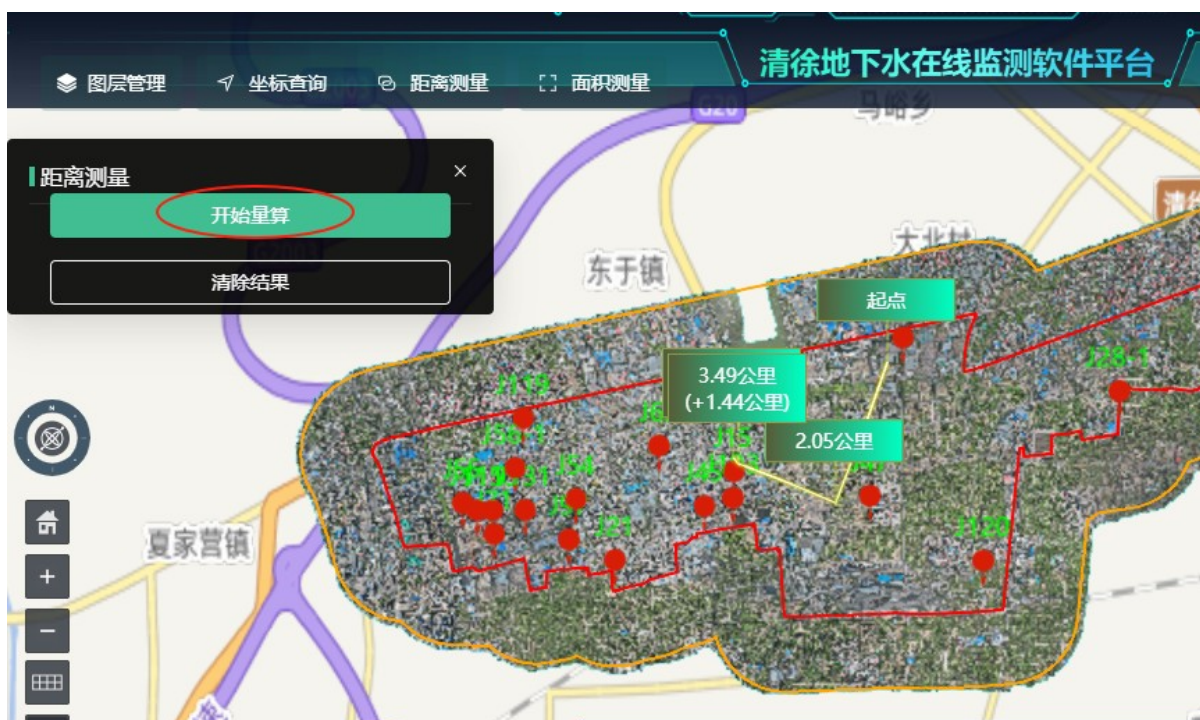 清徐地下水在线监测软件平台
图层管理
坐标查询
距离测量
面积测量
G20
马峪乡
距离测量
×
开始量算
清除结果
大北村
东于镇
起点
J28-1
3.49公里
(+1.44公里)
J119
2.05公里
J15
J54
J21
J120
夏家营镇